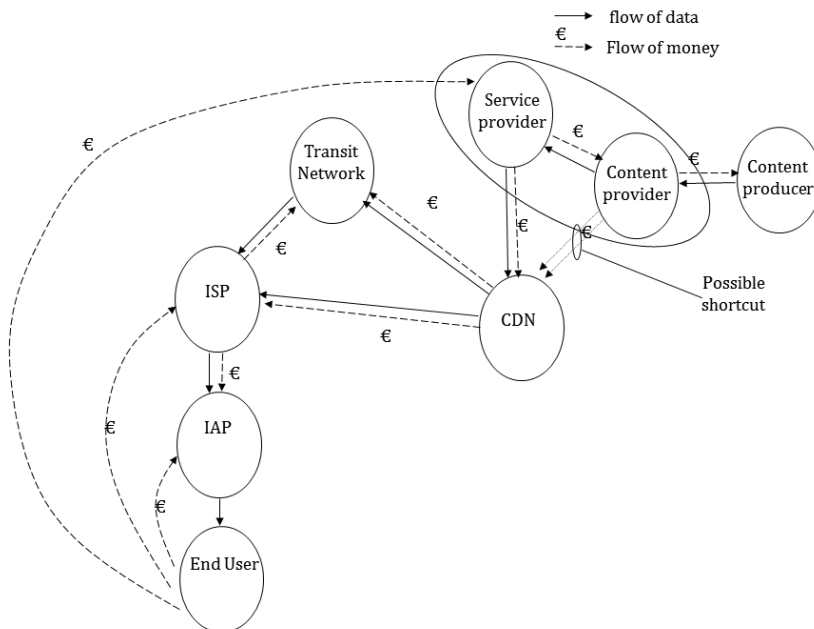 flow of data
€
Flow of money
Service
provider
€
€
Transit
Network
Content
provider
€
Content
producer
€
€
€
€
ISP
Possible
shortcut
CDN
€
€
IAP
€
€
End User